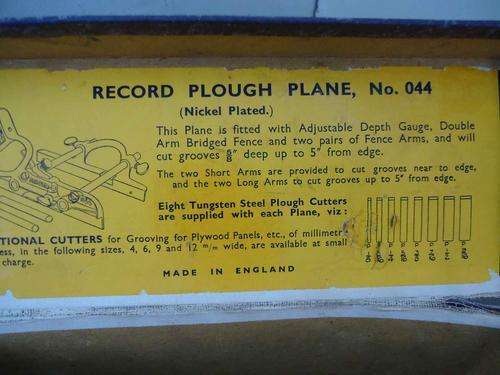 RECORD PLOUGH PLANE, No. 044
(Nickel Plated.)
This Plane is fitted with Adjustable Depth Gauge, Double
Arm Bridged Fence and two pairs of Fence Arms, and will
cut grooves 5/8" deep up to 5" from edge.
The two Short Arms are provided to cut grooves near to edge,
and the two Long Arms to cut grooves up to 5" from edge.
Eight Tungsten Steel Plough Cutters
are supplied with each Plane, viz :
TIONAL CUTTERS for Grooving for Plywood Panels, etc., of millimetr
ess, in the following sizes, 4, 6, 9 and 12 m/m wide, are available at small
charge.
MADE IN ENGLAND